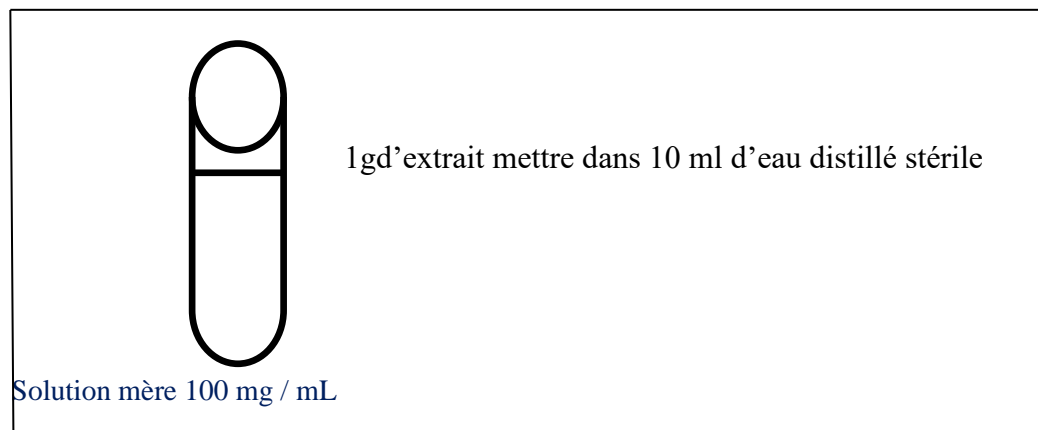 1gd’extrait mettre dans 10 ml d’eau distillé stérile
Solution mère 100 mg / mL